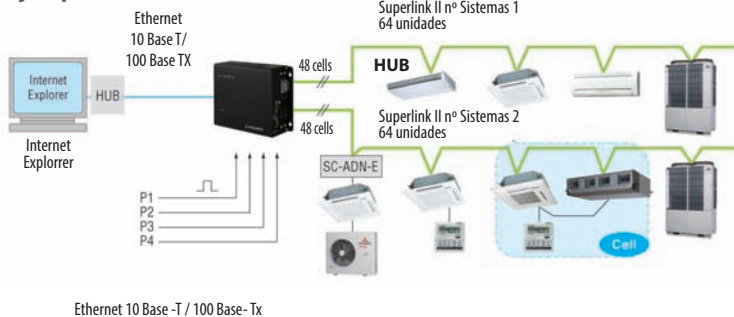 Superlink II nº Sistemas 1
64 unidades
Ethernet
10 Base T/
100 Base TX
48 cells
HUB
Internet
Explorer
HUB
Internet
Explorrer
48 cells
Superlink II nº Sistemas 2
64 unidades
SC-ADN-E
P1
P2
P3
P4
Cell
Ethernet 10 Base -T / 100 Base- Tx